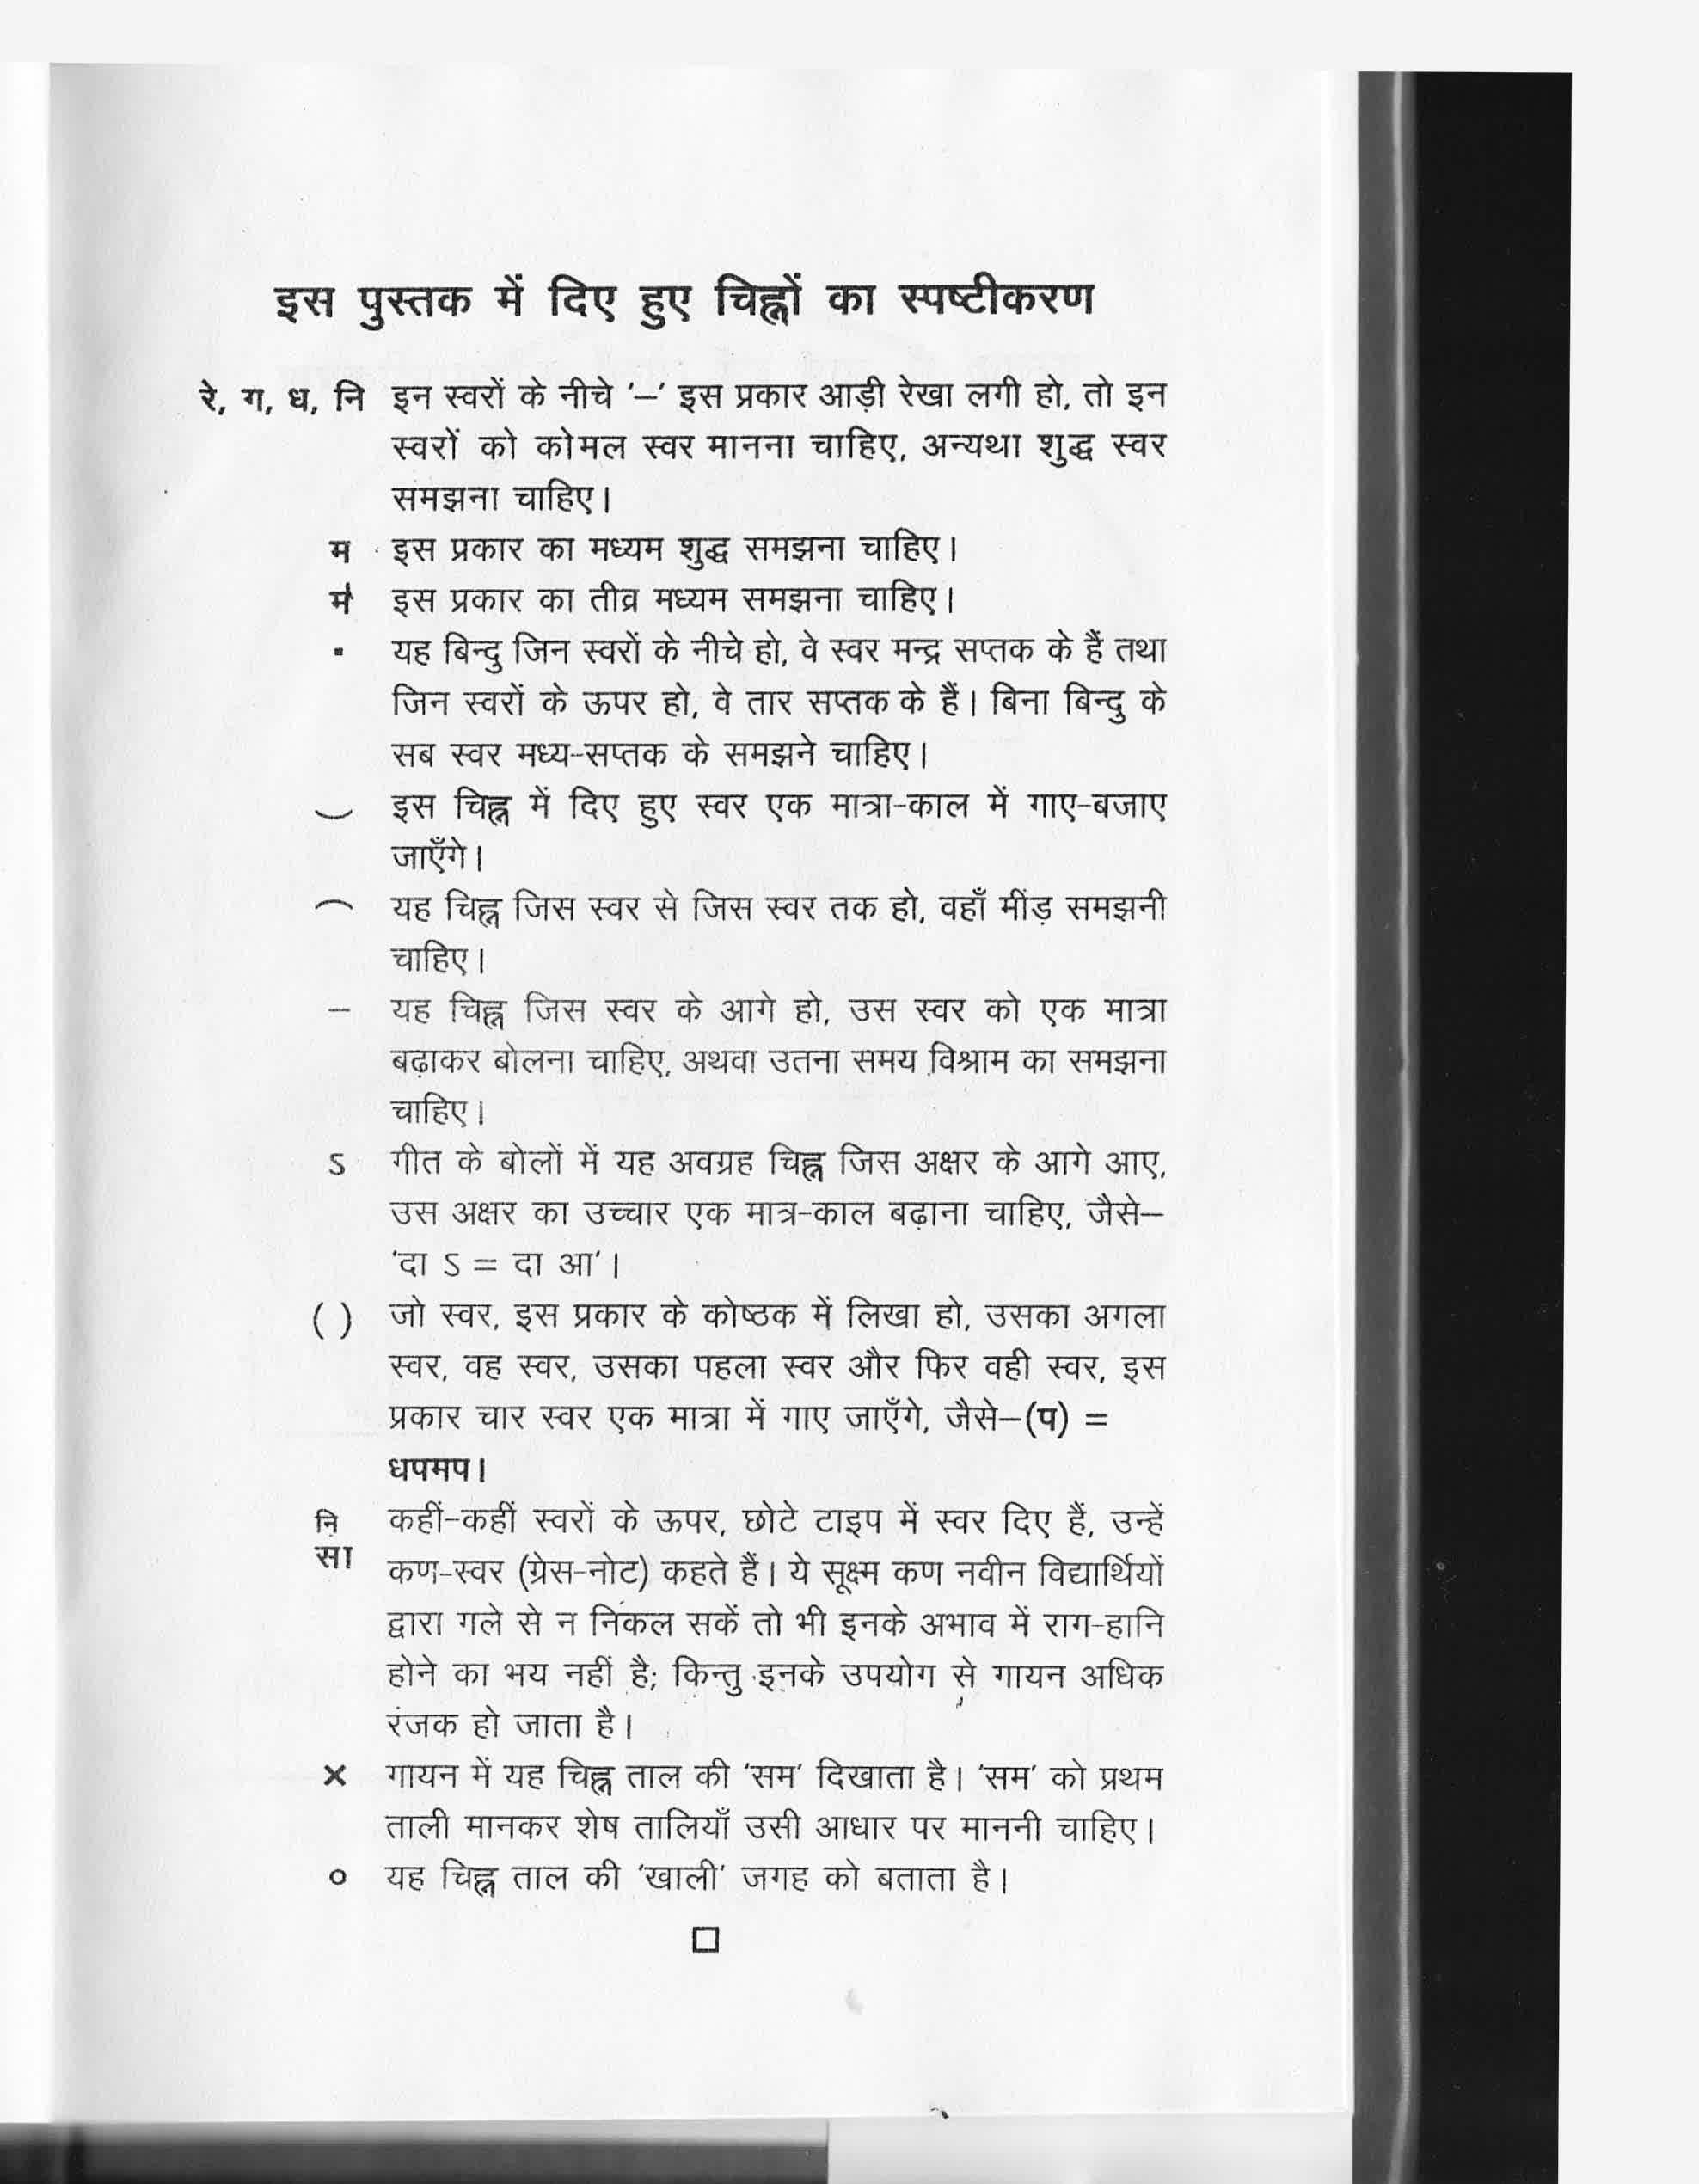 इस पुस्तक में दिए हुए चिह्नों का स्पष्टीकरण
रे, ग, ध, नि इन स्वरों के नीचे ‘–’ इस प्रकार आड़ी रेखा लगी हो, तो इन
स्वरों को कोमल स्वर मानना चाहिए, अन्यथा शुद्ध स्वर
समझना चाहिए।
म इस प्रकार का मध्यम शुद्ध समझना चाहिए।
म॑ इस प्रकार का तीव्र मध्यम समझना चाहिए।
▪ यह बिन्दु जिन स्वरों के नीचे हो, वे स्वर मन्द्र सप्तक के हैं तथा
जिन स्वरों के ऊपर हो, वे तार सप्तक के हैं। बिना बिन्दु के
सब स्वर मध्य-सप्तक के समझने चाहिए।
‿ इस चिह्न में दिए हुए स्वर एक मात्रा-काल में गाए-बजाए
जाएँगे।
⁀ यह चिह्न जिस स्वर से जिस स्वर तक हो, वहाँ मींड़ समझनी
चाहिए।
– यह चिह्न जिस स्वर के आगे हो, उस स्वर को एक मात्रा
बढ़ाकर बोलना चाहिए, अथवा उतना समय विश्राम का समझना
चाहिए।
ऽ गीत के बोलों में यह अवग्रह चिह्न जिस अक्षर के आगे आए,
उस अक्षर का उच्चार एक मात्र-काल बढ़ाना चाहिए, जैसे–
‘दा ऽ = दा आ’।
( ) जो स्वर, इस प्रकार के कोष्ठक में लिखा हो, उसका अगला
स्वर, वह स्वर, उसका पहला स्वर और फिर वही स्वर, इस
प्रकार चार स्वर एक मात्रा में गाए जाएँगे, जैसे–(प) =
धपमप।
नि़ कहीं-कहीं स्वरों के ऊपर, छोटे टाइप में स्वर दिए हैं, उन्हें
सा कण-स्वर (ग्रेस-नोट) कहते हैं। ये सूक्ष्म कण नवीन विद्यार्थियों
द्वारा गले से न निकल सकें तो भी इनके अभाव में राग-हानि
होने का भय नहीं है; किन्तु इनके उपयोग से गायन अधिक
रंजक हो जाता है।
× गायन में यह चिह्न ताल की ‘सम’ दिखाता है। ‘सम’ को प्रथम
ताली मानकर शेष तालियाँ उसी आधार पर माननी चाहिए।
० यह चिह्न ताल की ‘खाली’ जगह को बताता है।
□